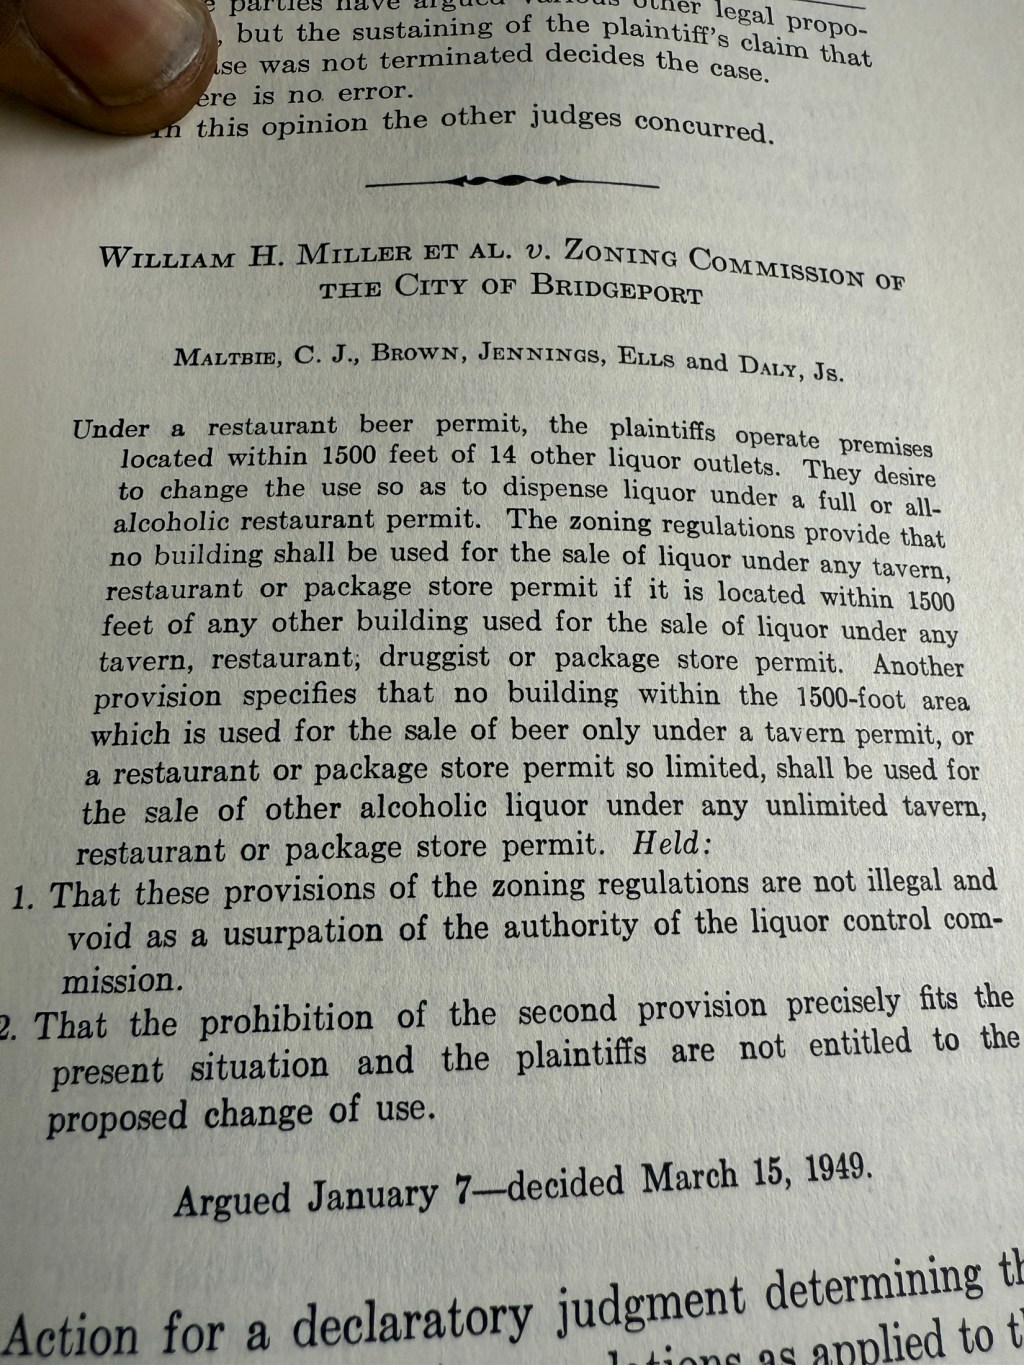 parties have argued various other legal propo-
, but the sustaining of the plaintiff's claim that
was not terminated decides the case.
is no error.
In this opinion the other judges concurred.
WILLIAM H. MILLER ET AL. v. ZONING COMMISSION OF
THE CITY OF BRIDGEPORT
MALTBIE, C. J., BROWN, JENNINGS, ELLS and DALY, Js.
Under a restaurant beer permit, the plaintiffs operate premises
located within 1500 feet of 14 other liquor outlets. They desire
to change the use so as to dispense liquor under a full or all-
alcoholic restaurant permit. The zoning regulations provide that
no building shall be used for the sale of liquor under any tavern,
restaurant or package store permit if it is located within 1500
feet of any other building used for the sale of liquor under any
tavern, restaurant, druggist or package store permit. Another
provision specifies that no building within the 1500-foot area
which is used for the sale of beer only under a tavern permit, or
a restaurant or package store permit so limited, shall be used for
the sale of other alcoholic liquor under any unlimited tavern,
restaurant or package store permit. Held:
1. That these provisions of the zoning regulations are not illegal and
void as a usurpation of the authority of the liquor control com-
mission.
2. That the prohibition of the second provision precisely fits the
present situation and the plaintiffs are not entitled to the
proposed change of use.
Argued January 7—decided March 15, 1949.
Action for a declaratory judgment determining
as applied to